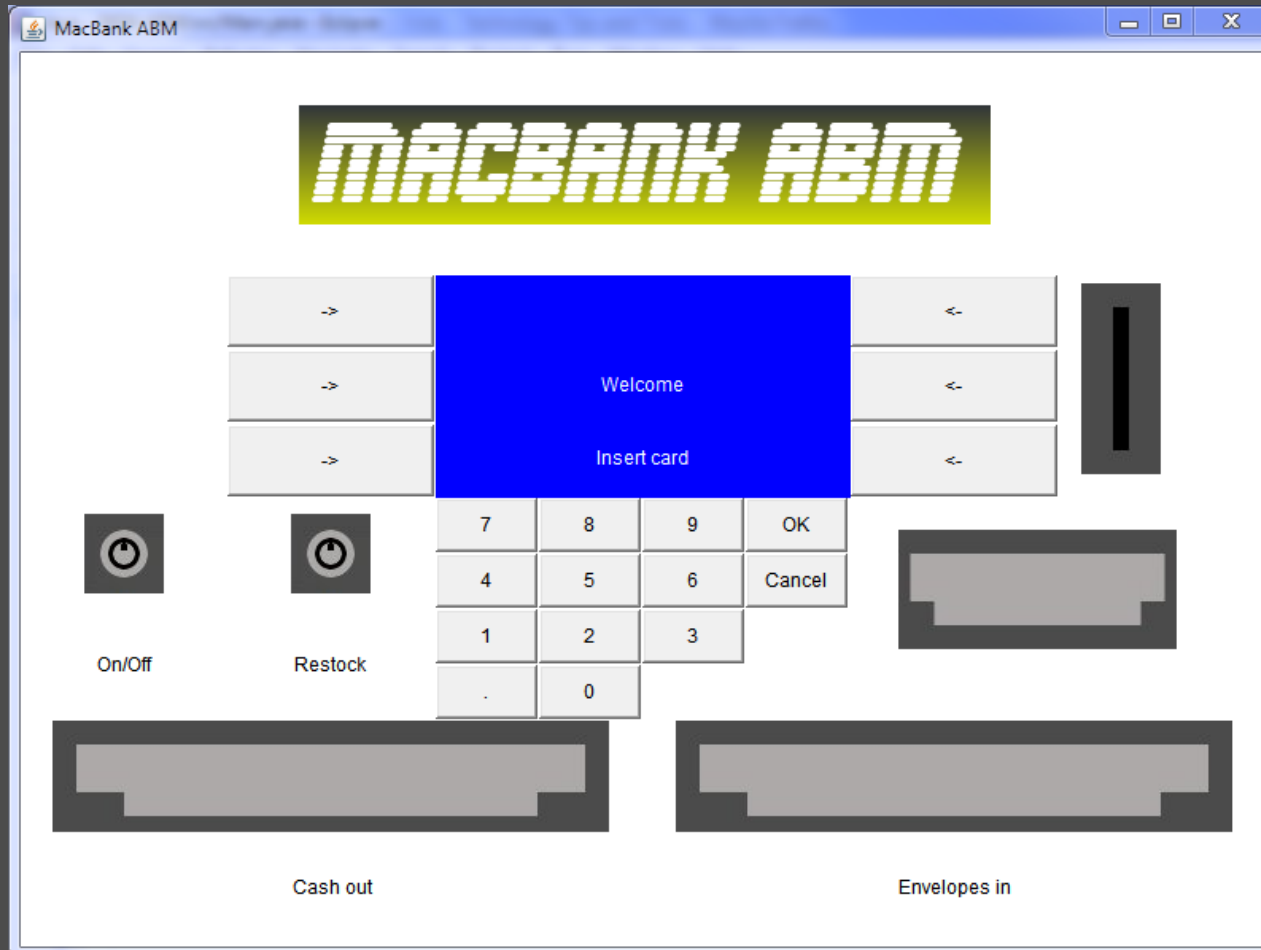 MacBank ABM
MACBANK ABM
-> <-
-> Welcome <-
-> Insert card <-
7 8 9 OK
4 5 6 Cancel
1 2 3
On/Off Restock
. 0
Cash out Envelopes in